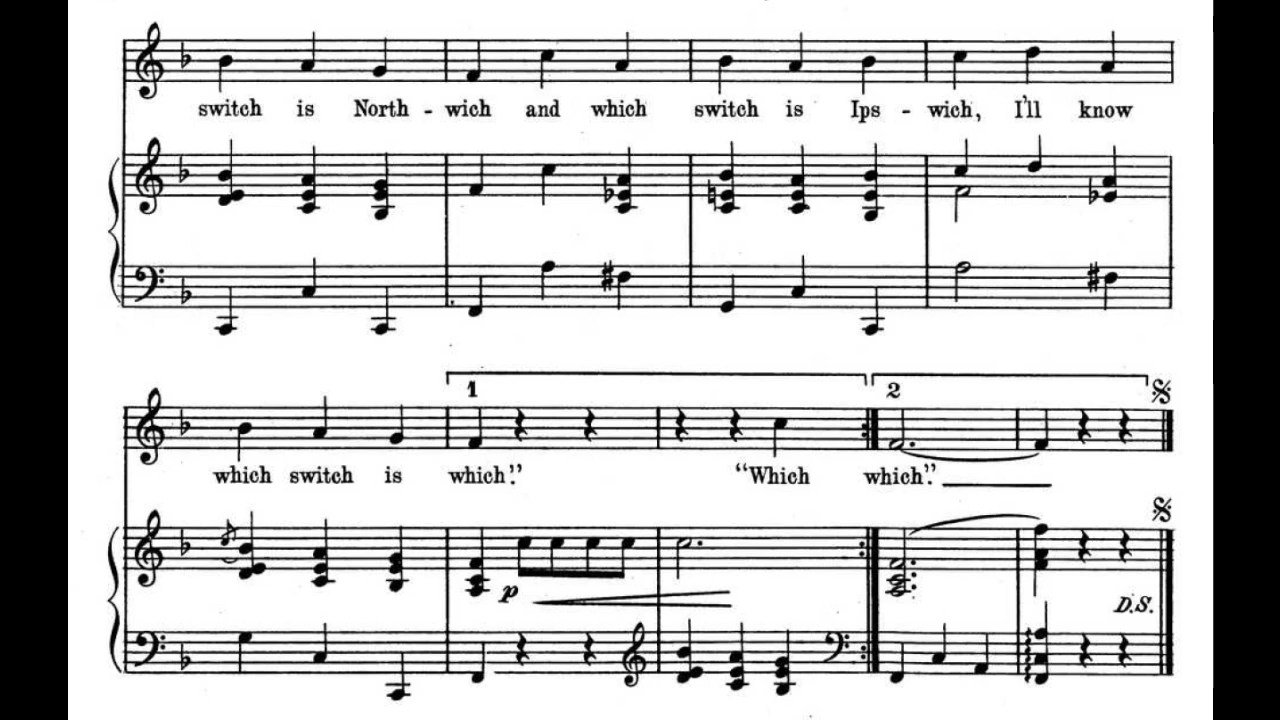 switch is North - wich and which switch is Ips - wich, I'll know
1 2
which switch is which." "Which which."
p
D.S.